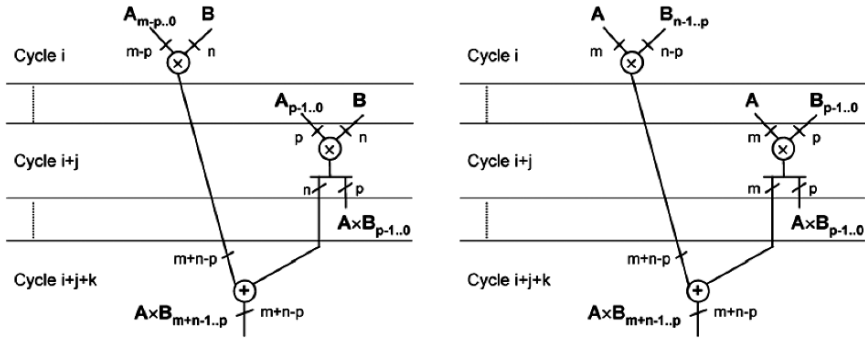 A_{m-p..0} B A B_{n-1..p}
Cycle i m-p n Cycle i m n-p
× ×
A_{p-1..0} B A B_{p-1..0}
p n m p
Cycle i+j × Cycle i+j ×
n p m p
A×B_{p-1..0} A×B_{p-1..0}
m+n-p m+n-p
Cycle i+j+k + Cycle i+j+k +
A×B_{m+n-1..p} m+n-p A×B_{m+n-1..p} m+n-p